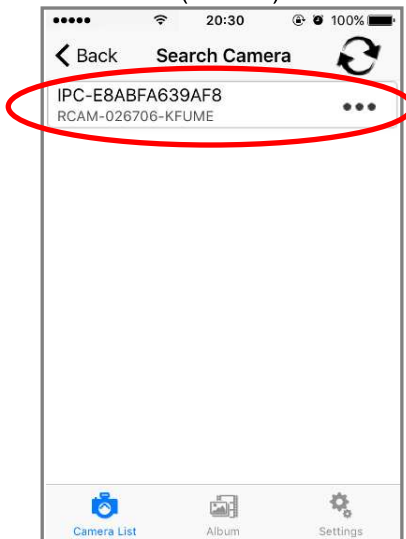 20:30 100%
Back Search Camera
IPC-E8ABFA639AF8
RCAM-026706-KFUME
Camera List Album Settings